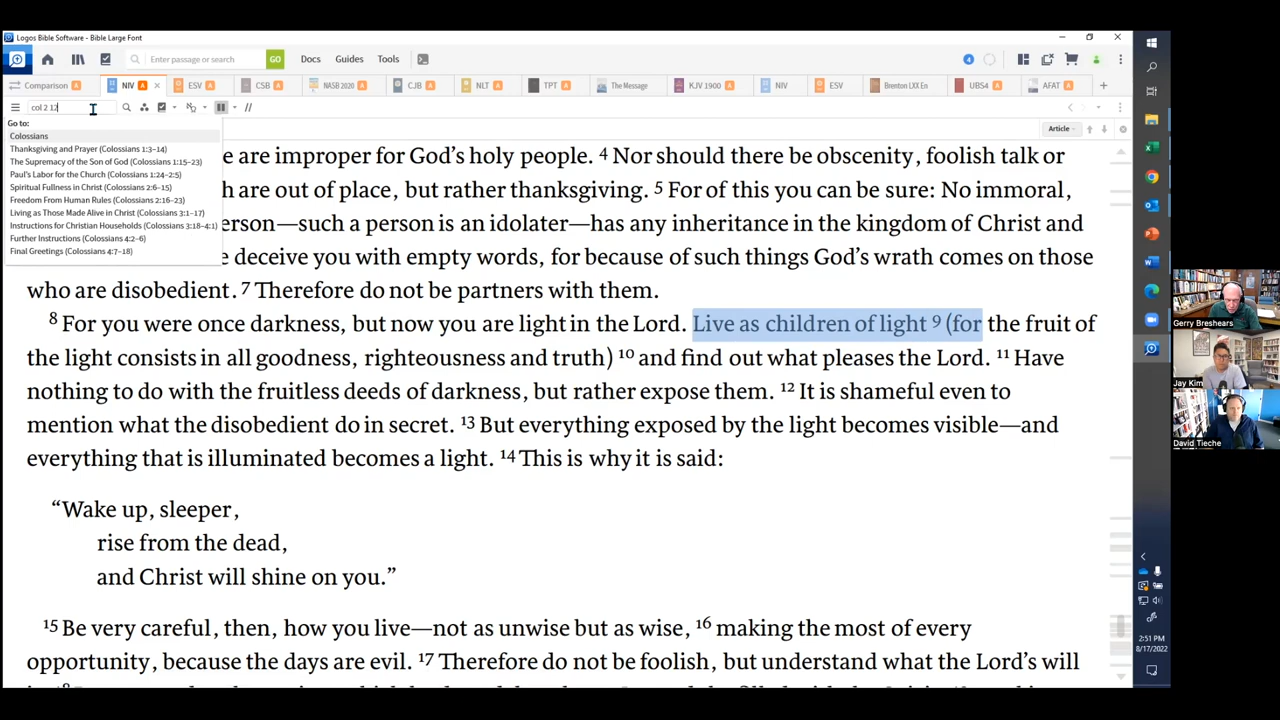 Logos Bible Software - Bible Large Font
Enter passage or search
GO
Docs
Guides
Tools
4
Comparison A
NIV A
ESV A
CSB A
NASB 2020 A
CJB A
NLT A
TPT A
The Message
KJV 1900 A
NIV
Brenton LXX En
UBS4 A
AFAT A
col 2 12
Go to:
Colossians
Thanksgiving and Prayer (Colossians 1:3–14)
The Supremacy of the Son of God (Colossians 1:15–23)
Paul's Labor for the Church (Colossians 1:24–2:5)
Spiritual Fullness in Christ (Colossians 2:6–15)
Freedom From Human Rules (Colossians 2:16–23)
Living as Those Made Alive in Christ (Colossians 3:1–17)
Instructions for Christian Households (Colossians 3:18–4:1)
Further Instructions (Colossians 4:2–6)
Final Greetings (Colossians 4:7–18)
Article
e are improper for God's holy people. 4 Nor should there be obscenity, foolish talk or
h are out of place, but rather thanksgiving. 5 For of this you can be sure: No immoral,
erson—such a person is an idolater—has any inheritance in the kingdom of Christ and
e deceive you with empty words, for because of such things God's wrath comes on those
who are disobedient. 7 Therefore do not be partners with them.
8 For you were once darkness, but now you are light in the Lord. Live as children of light 9 (for the fruit of
the light consists in all goodness, righteousness and truth) 10 and find out what pleases the Lord. 11 Have
nothing to do with the fruitless deeds of darkness, but rather expose them. 12 It is shameful even to
mention what the disobedient do in secret. 13 But everything exposed by the light becomes visible—and
everything that is illuminated becomes a light. 14 This is why it is said:
“Wake up, sleeper,
rise from the dead,
and Christ will shine on you.”
15 Be very careful, then, how you live—not as unwise but as wise, 16 making the most of every
opportunity, because the days are evil. 17 Therefore do not be foolish, but understand what the Lord's will
Gerry Breshears
Jay Kim
David Tieche
2:51 PM
8/17/2022